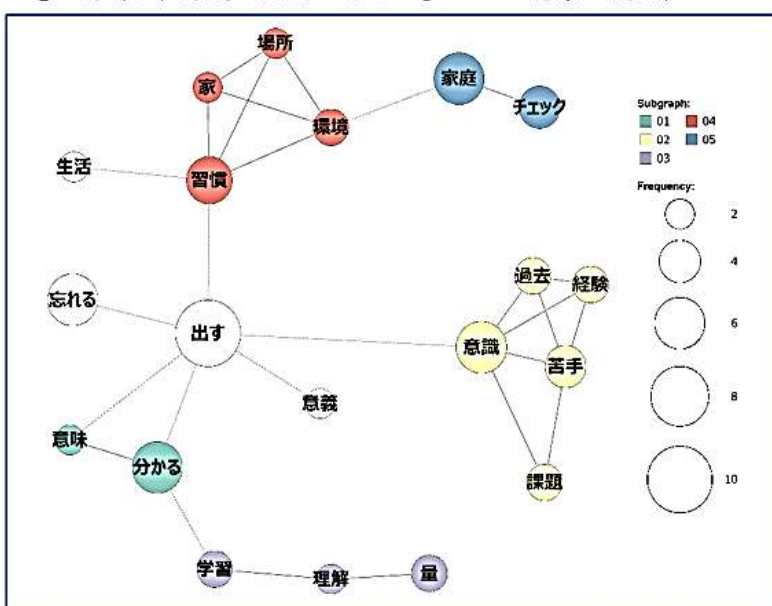 場所
家
家庭
チェック
環境
生活
習慣
Subgraph:
01 04
02 05
03
Frequency:
2
4
6
8
10
過去
経験
忘れる
出す
意識
苦手
意義
意味
分かる
課題
学習
理解
量